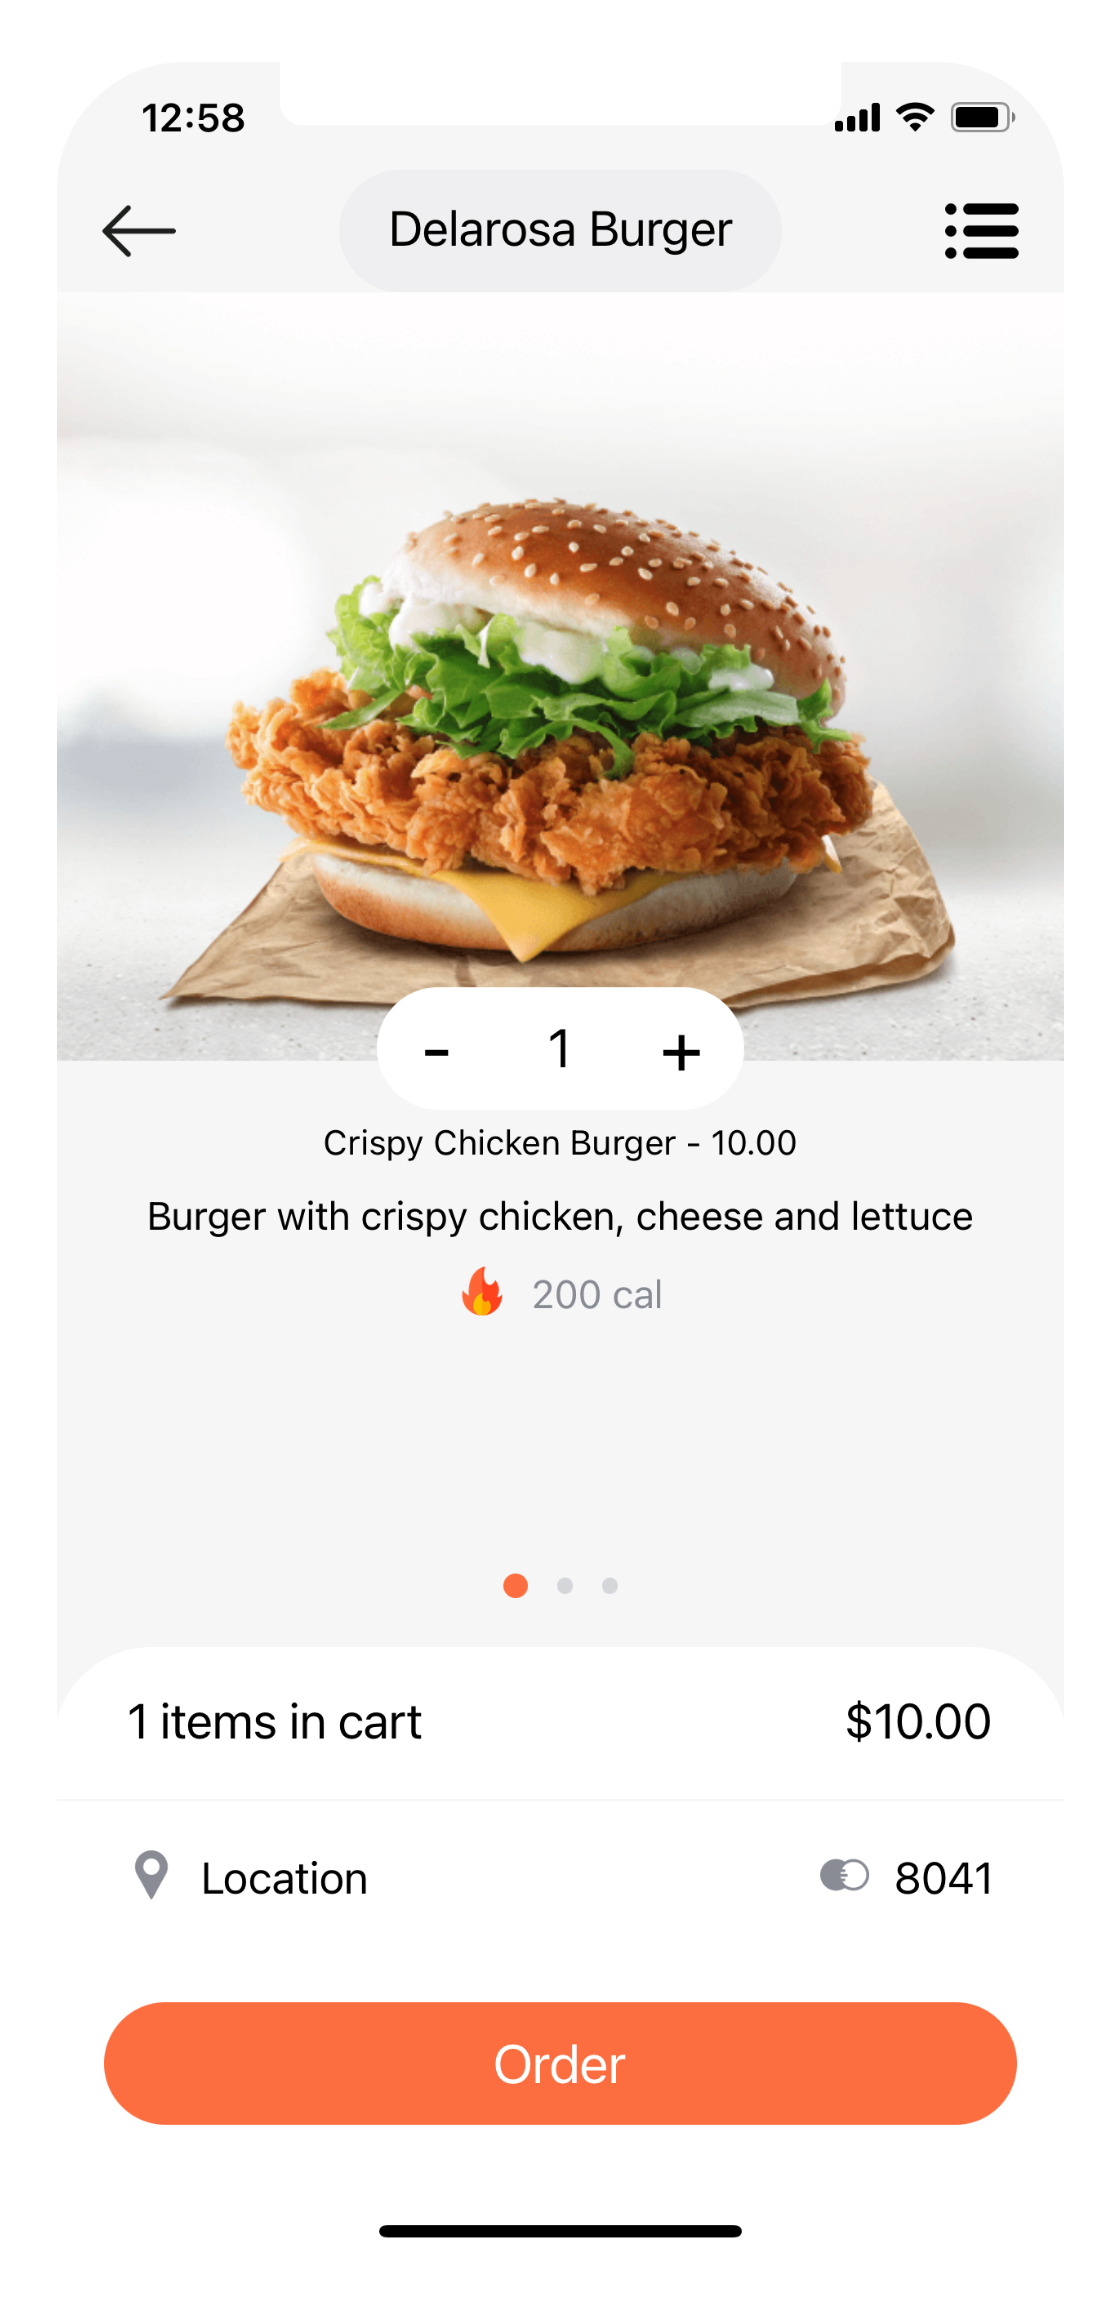 12:58
Delarosa Burger
- 1 +
Crispy Chicken Burger - 10.00
Burger with crispy chicken, cheese and lettuce
200 cal
1 items in cart $10.00
Location 8041
Order